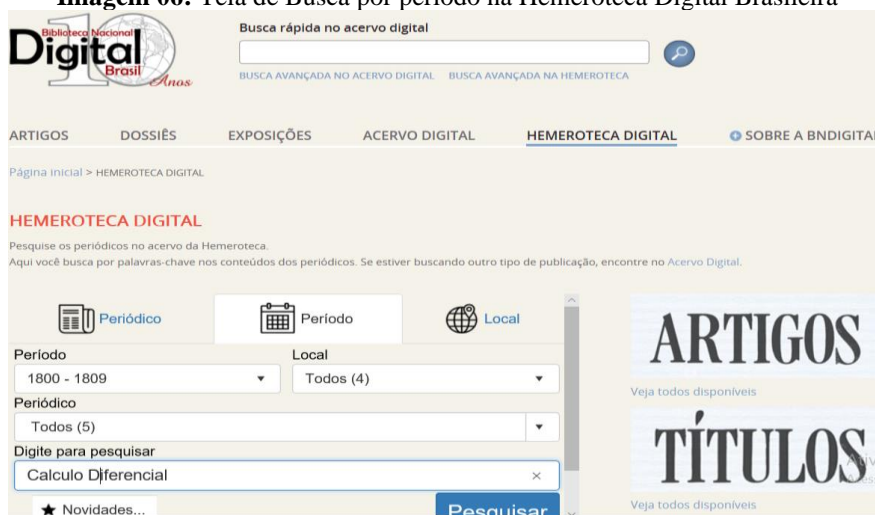 Imagem 06: Tela de Busca por período na Hemeroteca Digital Brasileira
Biblioteca Nacional
Digital
Brasil
Anos
Busca rápida no acervo digital
BUSCA AVANÇADA NO ACERVO DIGITAL BUSCA AVANÇADA NA HEMEROTECA
ARTIGOS DOSSIÊS EXPOSIÇÕES ACERVO DIGITAL HEMEROTECA DIGITAL SOBRE A BNDIGITA
Página inicial > HEMEROTECA DIGITAL
HEMEROTECA DIGITAL
Pesquise os periódicos no acervo da Hemeroteca.
Aqui você busca por palavras-chave nos conteúdos dos periódicos. Se estiver buscando outro tipo de publicação, encontre no Acervo Digital.
Periódico Período Local
Período Local
1800 - 1809 Todos (4)
Periódico
Todos (5)
Digite para pesquisar
Calculo Diferencial
Novidades... Pesquisar
ARTIGOS
Veja todos disponíveis
TÍTULOS
Veja todos disponíveis